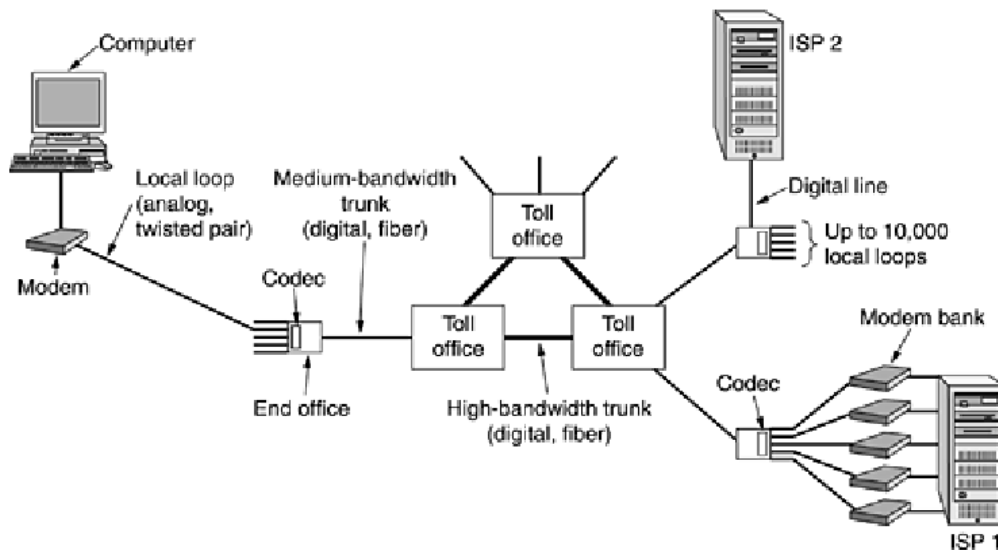 Computer
ISP 2
Local loop
(analog,
twisted pair)
Medium-bandwidth
trunk
(digital, fiber)
Toll
office
Digital line
Up to 10,000
local loops
Modem
Codec
Toll
office
Toll
office
Modem bank
End office
High-bandwidth trunk
(digital, fiber)
Codec
ISP 1